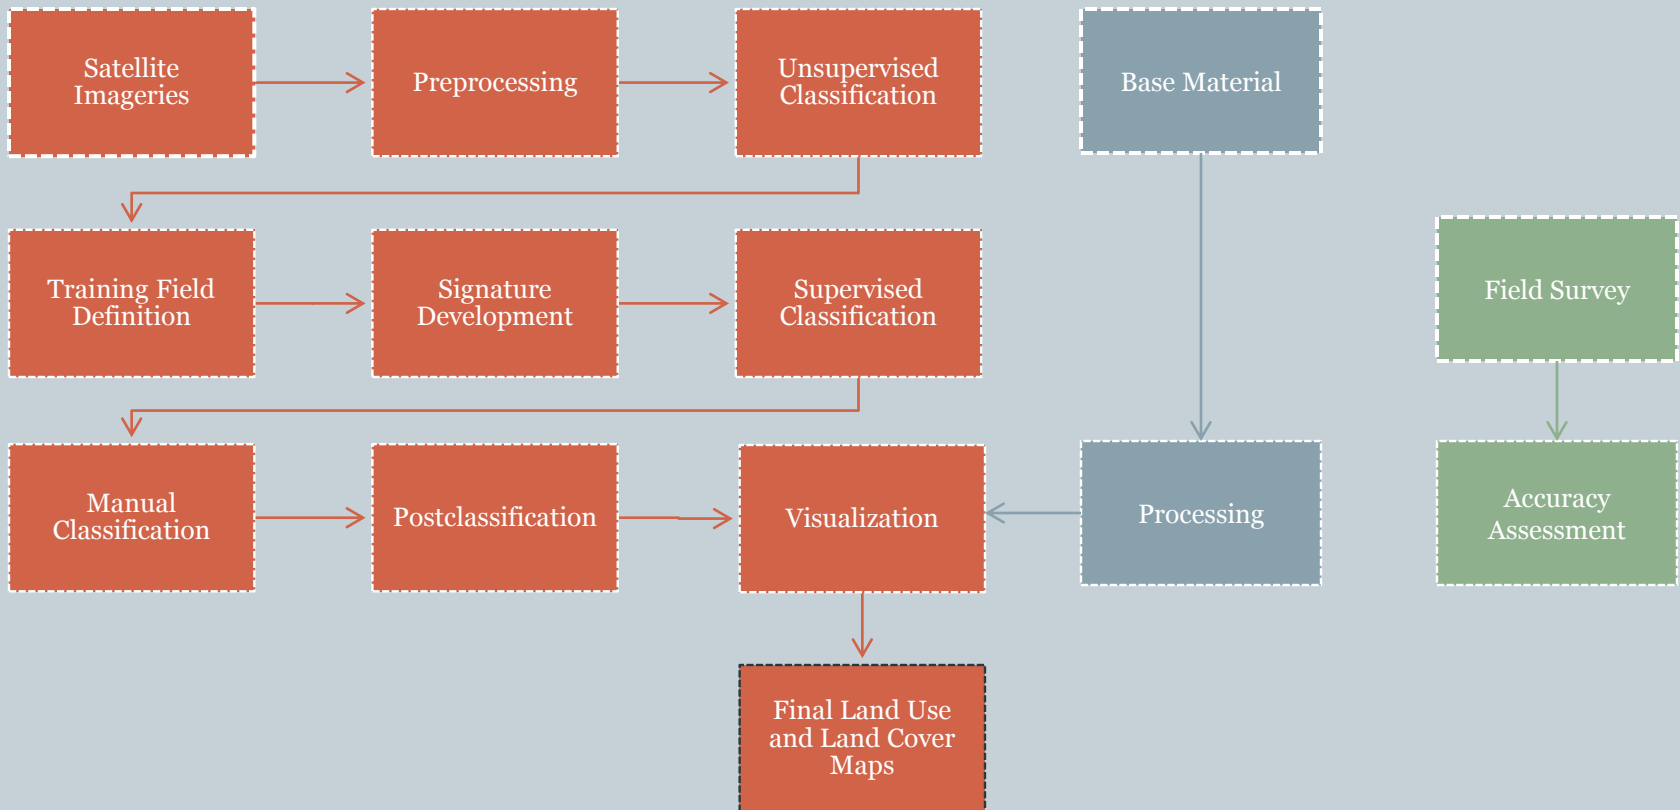 Satellite
Imageries
Preprocessing
Unsupervised
Classification
Base Material
Training Field
Definition
Signature
Development
Supervised
Classification
Field Survey
Manual
Classification
Postclassification
Visualization
Processing
Accuracy
Assessment
Final Land Use
and Land Cover
Maps